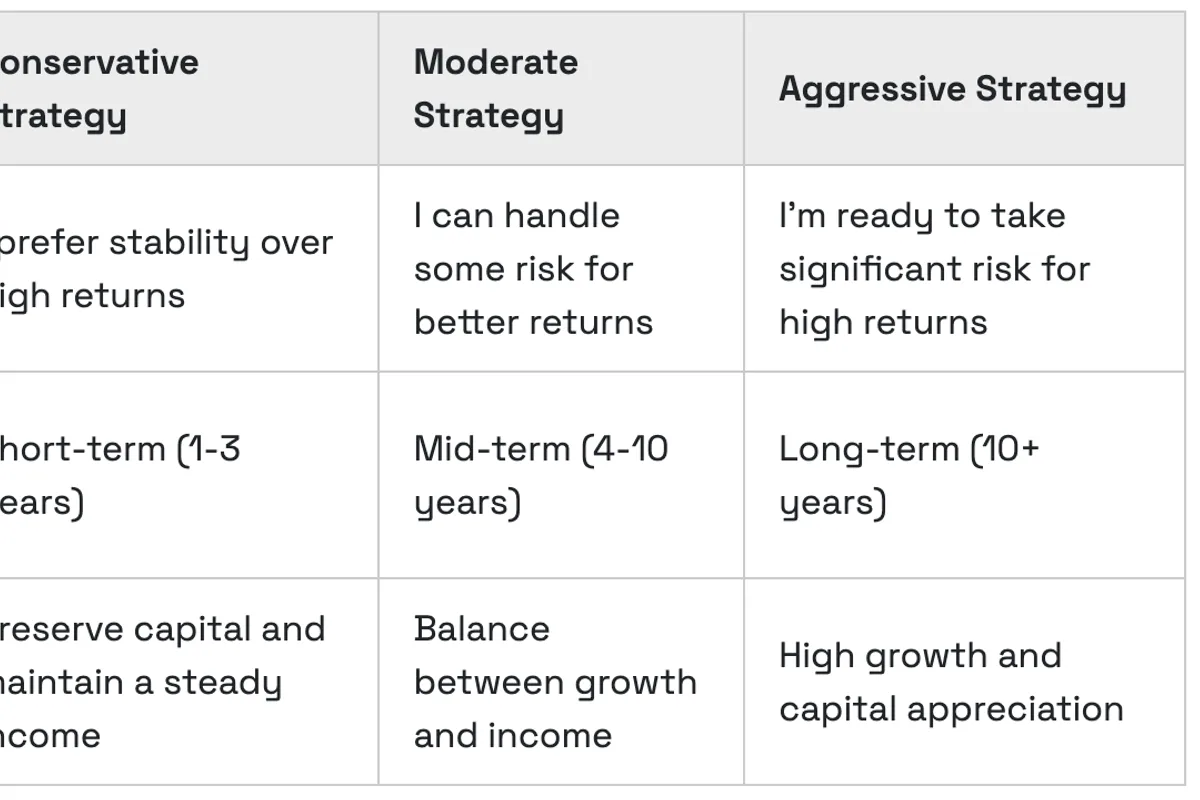 onservative
trategy
Moderate
Strategy
Aggressive Strategy
prefer stability over
igh returns
I can handle
some risk for
better returns
I'm ready to take
significant risk for
high returns
hort-term (1-3
ears)
Mid-term (4-10
years)
Long-term (10+
years)
reserve capital and
aintain a steady
ncome
Balance
between growth
and income
High growth and
capital appreciation